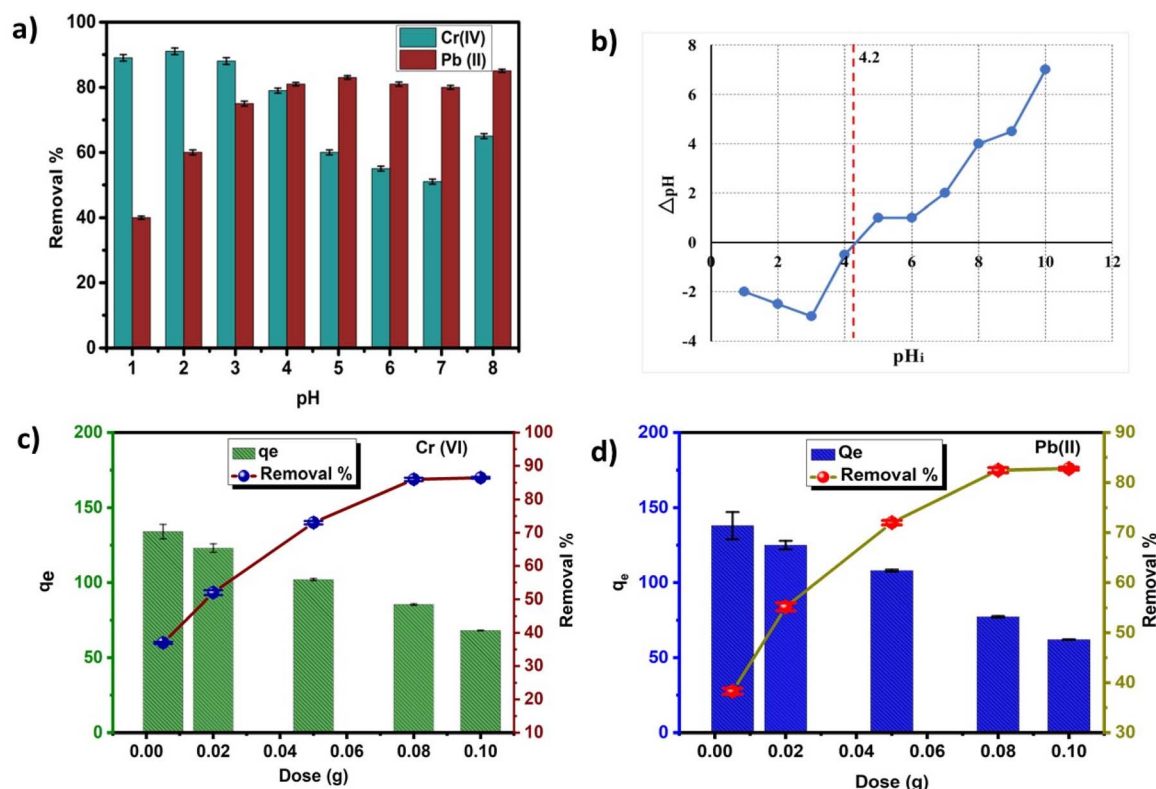 a)
100
80
60
40
20
0
Removal %
Cr(IV)
Pb (II)
1 2 3 4 5 6 7 8
pH
b)
8
6
4
2
0
-2
-4
△pH
4.2
0 2 4 6 8 10 12
pHi
c)
200
150
100
50
0
qe
qe
Removal %
Cr (VI)
100
90
80
70
60
50
40
30
20
10
Removal %
0.00 0.02 0.04 0.06 0.08 0.10
Dose (g)
d)
200
150
100
50
0
qe
Qe
Removal %
Pb(II)
90
80
70
60
50
40
30
Removal %
0.00 0.02 0.04 0.06 0.08 0.10
Dose (g)